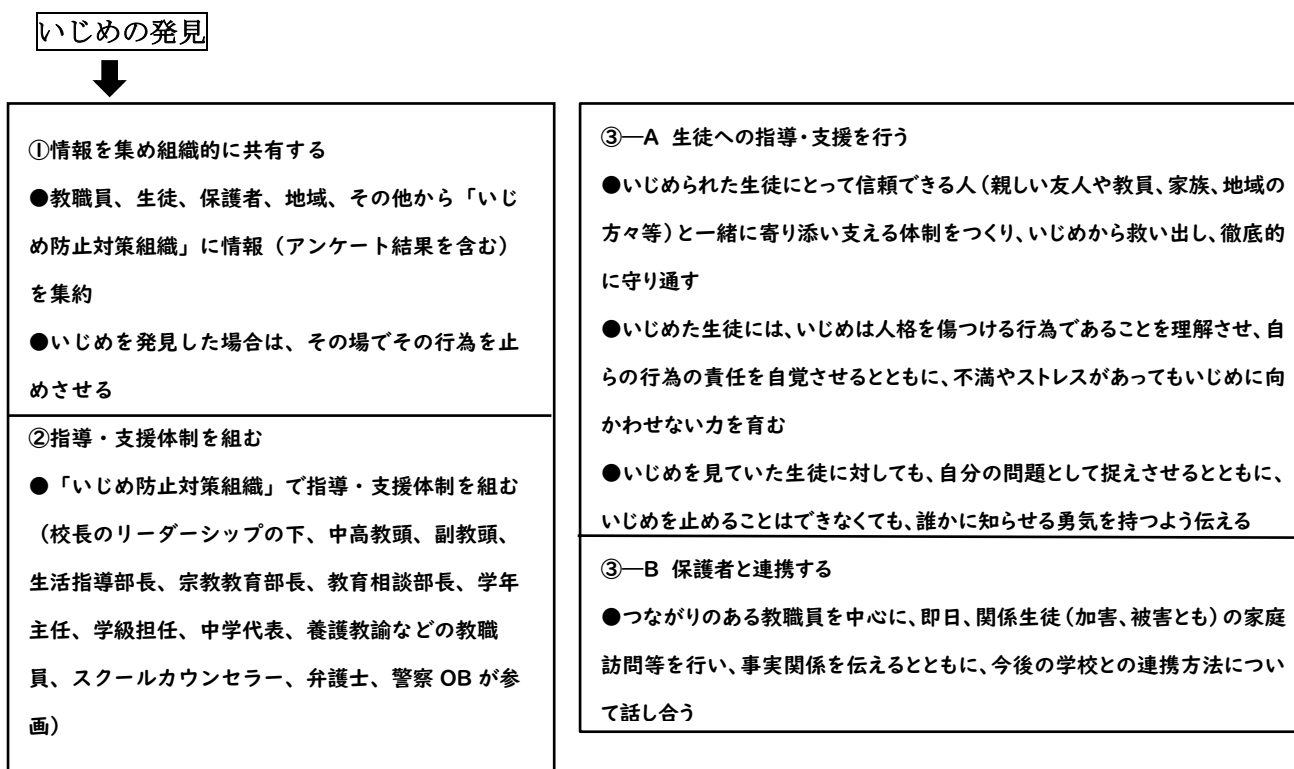 いじめの発見
①情報を集め組織的に共有する
●教職員、生徒、保護者、地域、その他から「いじ
め防止対策組織」に情報（アンケート結果を含む）
を集約
●いじめを発見した場合は、その場でその行為を止
めさせる
②指導・支援体制を組む
●「いじめ防止対策組織」で指導・支援体制を組む
（校長のリーダーシップの下、中高教頭、副教頭、
生活指導部長、宗教教育部長、教育相談部長、学年
主任、学級担任、中学代表、養護教諭などの教職
員、スクールカウンセラー、弁護士、警察 OB が参
画）
③―A 生徒への指導・支援を行う
●いじめられた生徒にとって信頼できる人（親しい友人や教員、家族、地域の
方々等）と一緒に寄り添い支える体制をつくり、いじめから救い出し、徹底的
に守り通す
●いじめた生徒には、いじめは人格を傷つける行為であることを理解させ、自
らの行為の責任を自覚させるとともに、不満やストレスがあってもいじめに向
かわせない力を育む
●いじめを見ていた生徒に対しても、自分の問題として捉えさせるとともに、
いじめを止めることはできなくても、誰かに知らせる勇気を持つよう伝える
③―B 保護者と連携する
●つながりのある教職員を中心に、即日、関係生徒（加害、被害とも）の家庭
訪問等を行い、事実関係を伝えるとともに、今後の学校との連携方法につい
て話し合う